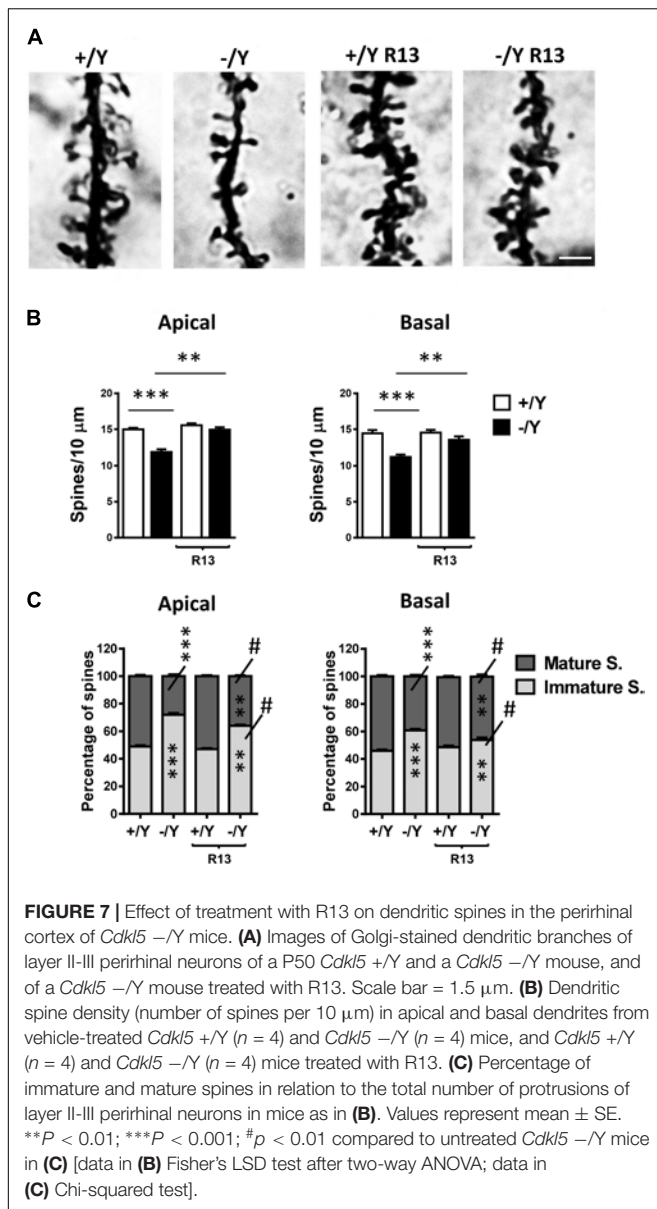 A
+/Y
-/Y
+/Y R13
-/Y R13
B
Apical
Basal
**
**
***
***
+/Y
-/Y
Spines/10 μm
20
15
10
5
0
R13
Spines/10 μm
20
15
10
5
0
R13
C
Apical
Basal
***
#
***
#
Mature S.
Immature S.
Percentage of spines
120
100
80
60
40
20
0
***
**
**
#
+/Y
-/Y
+/Y
-/Y
R13
Percentage of spines
120
100
80
60
40
20
0
***
**
**
#
+/Y
-/Y
+/Y
-/Y
R13
FIGURE 7 | Effect of treatment with R13 on dendritic spines in the perirhinal
cortex of Cdkl5 −/Y mice. (A) Images of Golgi-stained dendritic branches of
layer II-III perirhinal neurons of a P50 Cdkl5 +/Y and a Cdkl5 −/Y mouse, and
of a Cdkl5 −/Y mouse treated with R13. Scale bar = 1.5 μm. (B) Dendritic
spine density (number of spines per 10 μm) in apical and basal dendrites from
vehicle-treated Cdkl5 +/Y (n = 4) and Cdkl5 −/Y (n = 4) mice, and Cdkl5 +/Y
(n = 4) and Cdkl5 −/Y (n = 4) mice treated with R13. (C) Percentage of
immature and mature spines in relation to the total number of protrusions of
layer II-III perirhinal neurons in mice as in (B). Values represent mean ± SE.
**P < 0.01; ***P < 0.001; #p < 0.01 compared to untreated Cdkl5 −/Y mice
in (C) [data in (B) Fisher's LSD test after two-way ANOVA; data in
(C) Chi-squared test].